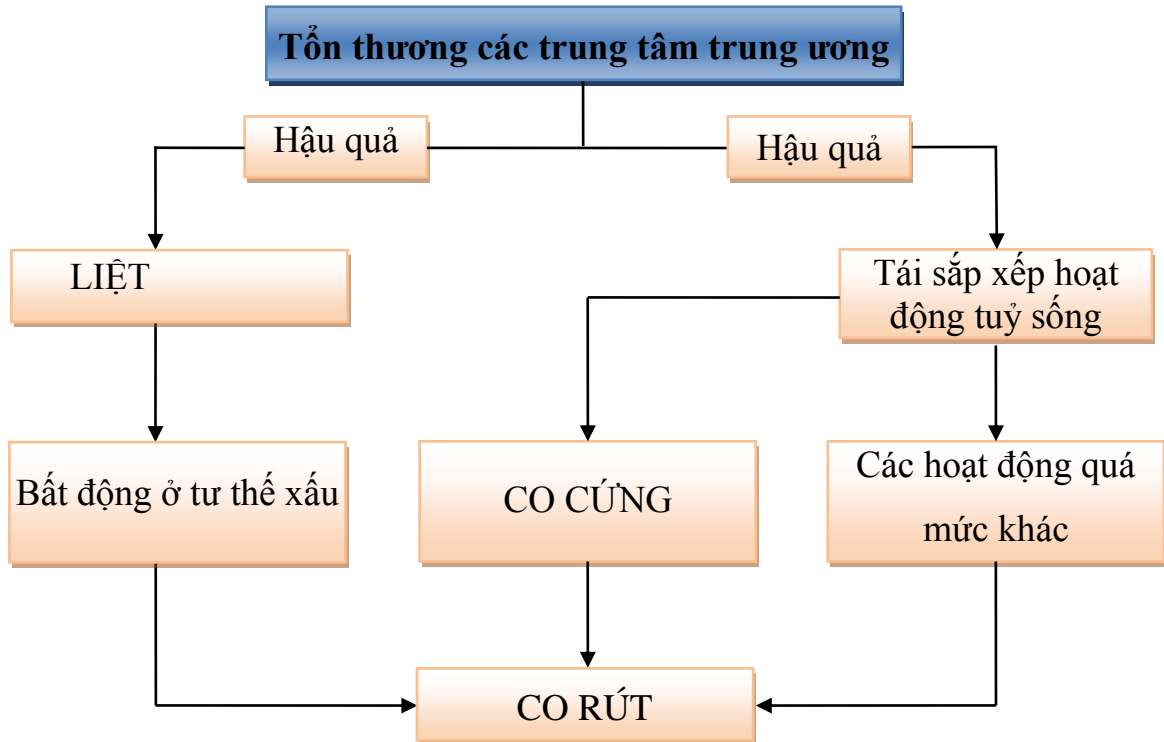 Tổn thương các trung tâm trung ương
Hậu quả
Hậu quả
LIỆT
Tái sắp xếp hoạt
động tuỷ sống
Bất động ở tư thế xấu
CO CỨNG
Các hoạt động quá
mức khác
CO RÚT